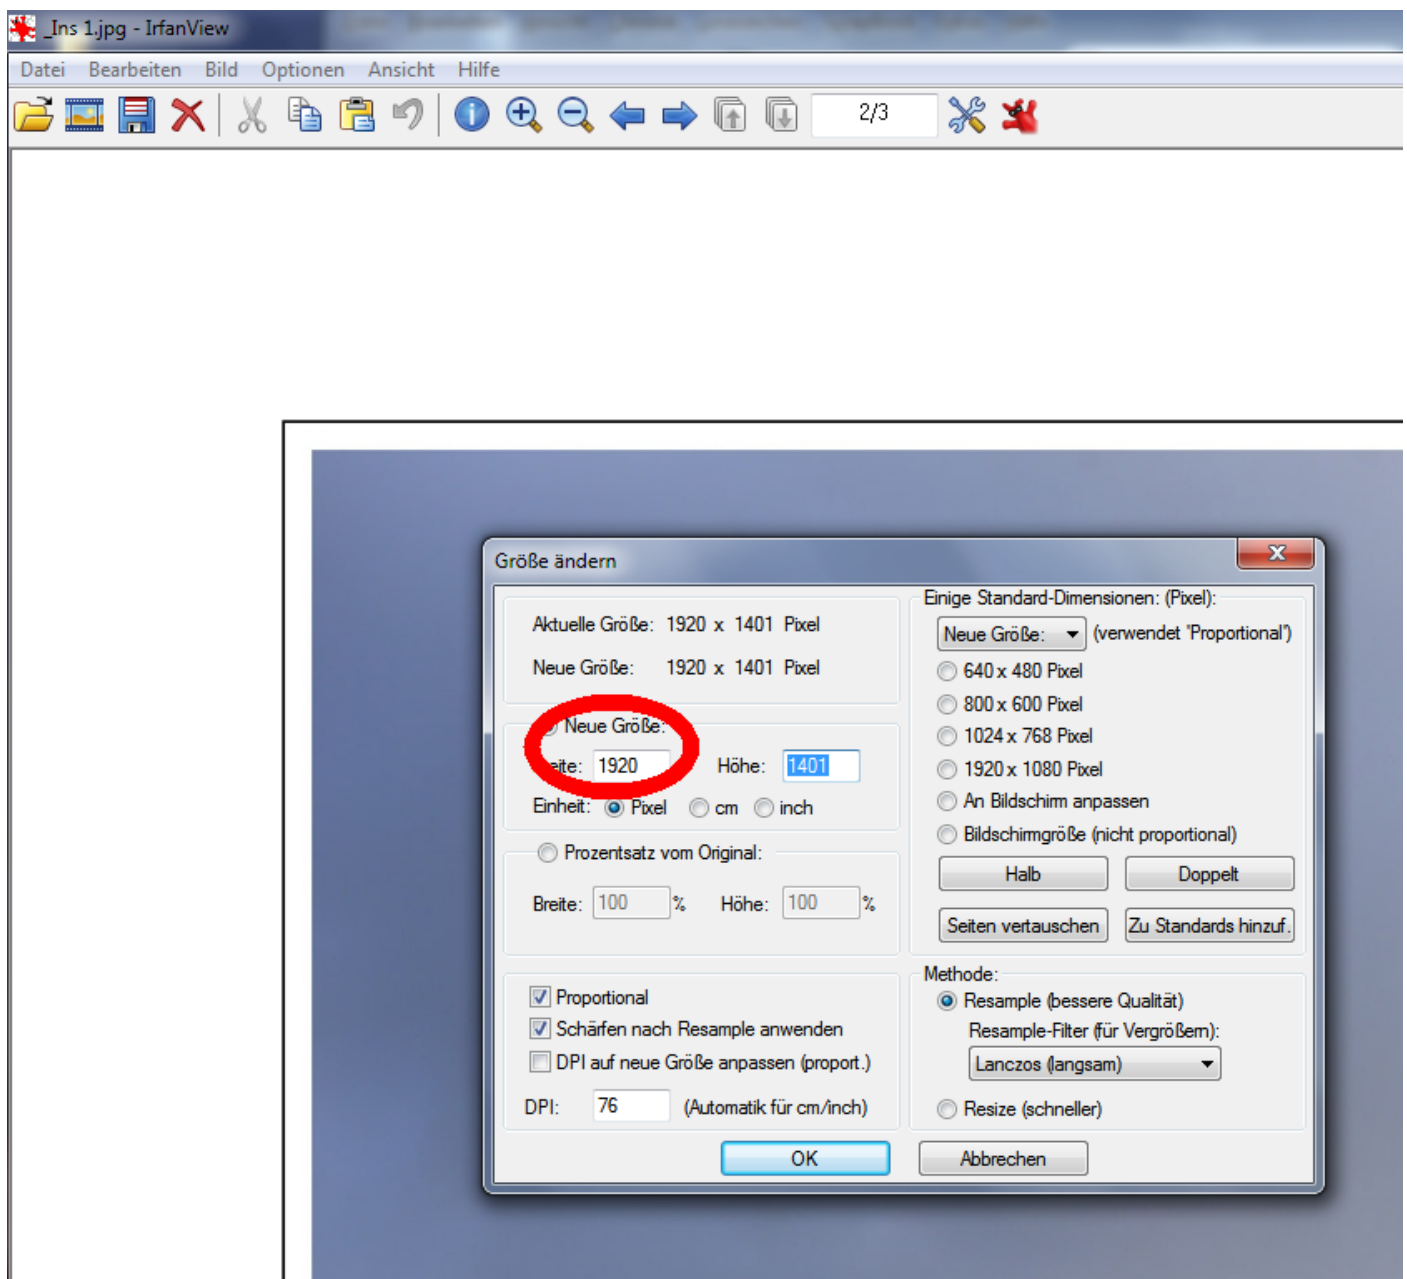 _Ins 1.jpg - IrfanView
Datei Bearbeiten Bild Optionen Ansicht Hilfe
2/3
Größe ändern
Aktuelle Größe: 1920 x 1401 Pixel
Neue Größe: 1920 x 1401 Pixel
Neue Größe:
1920 Höhe: 1401
Einheit: Pixel cm inch
Prozentsatz vom Original:
Breite: 100 % Höhe: 100 %
Proportional
Schärfen nach Resample anwenden
DPI auf neue Größe anpassen (proport.)
DPI: 76 (Automatik für cm/inch)
Einige Standard-Dimensionen: (Pixel):
Neue Größe: (verwendet "Proportional")
640 x 480 Pixel
800 x 600 Pixel
1024 x 768 Pixel
1920 x 1080 Pixel
An Bildschirm anpassen
Bildschirmgröße (nicht proportional)
Halb Doppelt
Seiten vertauschen Zu Standards hinzuf.
Methode:
Resample (bessere Qualität)
Resample-Filter (für Vergrößern):
Lanczos (langsam)
Resize (schneller)
OK Abbrechen